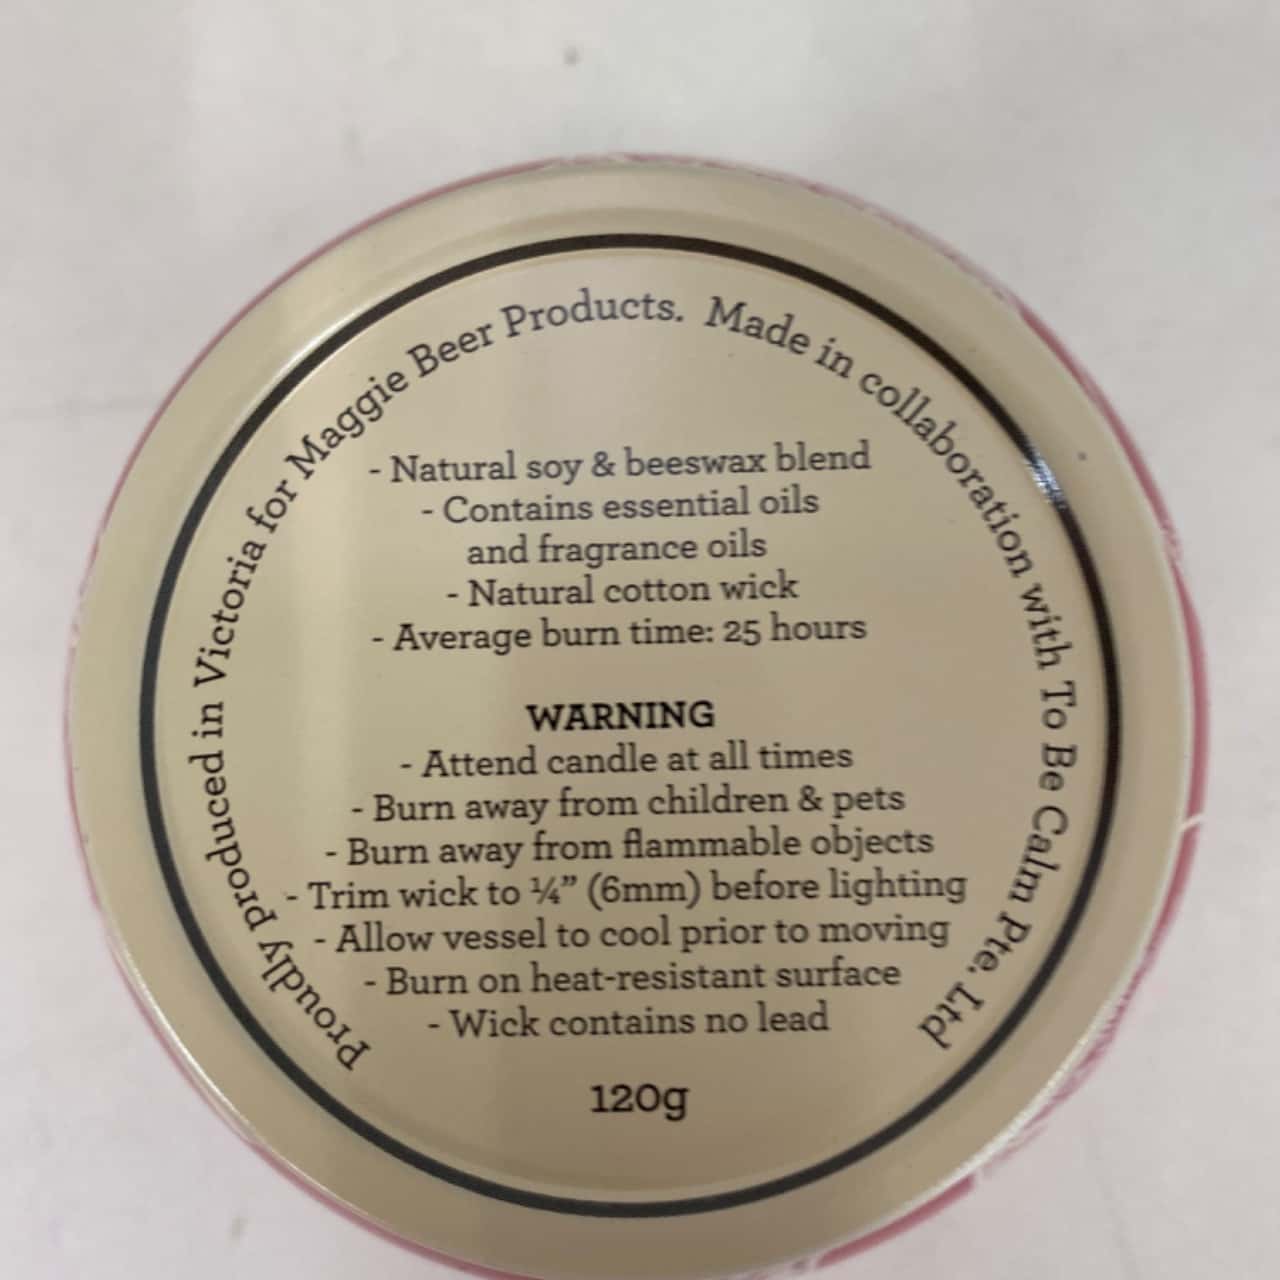 Proudly produced in Victoria for Maggie Beer Products. Made in collaboration with To Be Calm Pte. Ltd
- Natural soy & beeswax blend
- Contains essential oils
and fragrance oils
- Natural cotton wick
- Average burn time: 25 hours
WARNING
- Attend candle at all times
- Burn away from children & pets
- Burn away from flammable objects
- Trim wick to ¼” (6mm) before lighting
- Allow vessel to cool prior to moving
- Burn on heat-resistant surface
- Wick contains no lead
120g